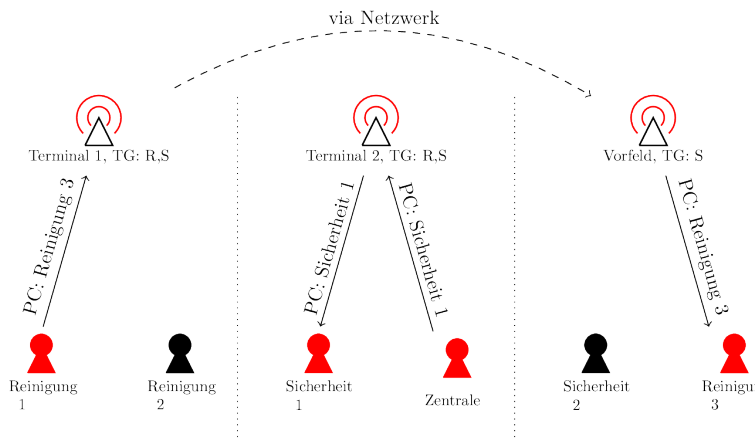 via Netzwerk
Terminal 1, TG: R,S
Terminal 2, TG: R,S
Vorfeld, TG: S
PC: Reinigung 3
PC: Sicherheit 1
PC: Sicherheit 1
PC: Reinigung 3
Reinigung
1
Reinigung
2
Sicherheit
1
Zentrale
Sicherheit
2
Reinigu
3